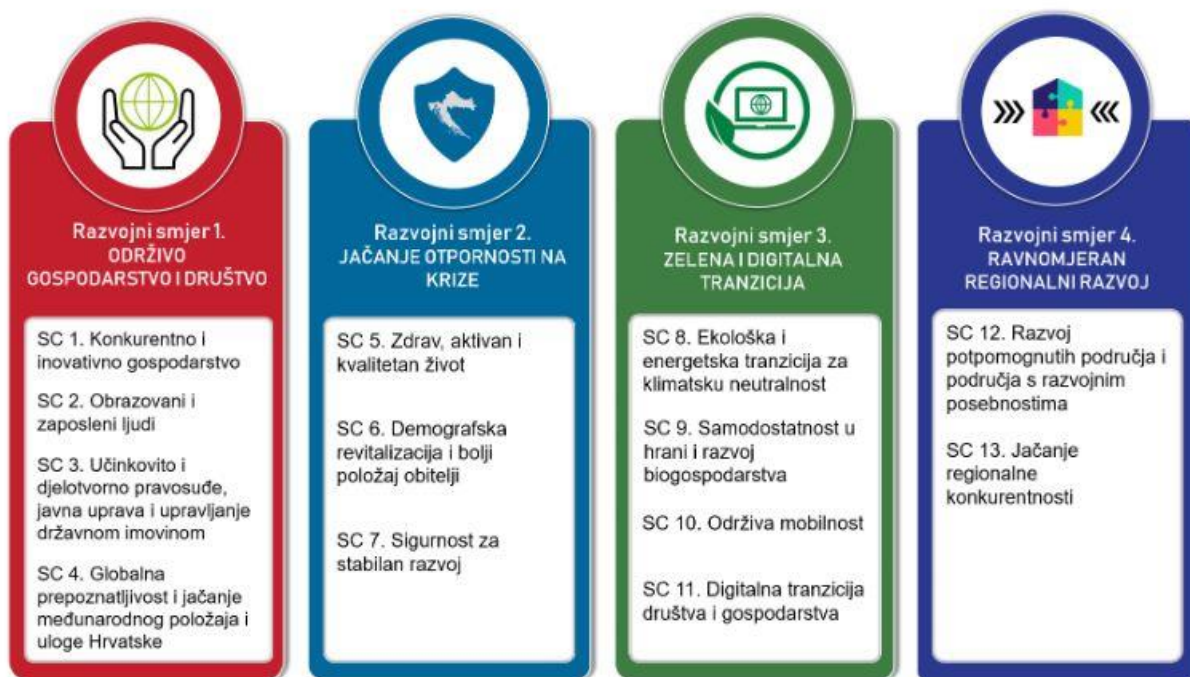 Razvojni smjer 1.
ODRŽIVO
GOSPODARSTVO I DRUŠTVO
SC 1. Konkurentno i
inovativno gospodarstvo
SC 2. Obrazovani i
zaposleni ljudi
SC 3. Učinkovito i
djelotvorno pravosuđe,
javna uprava i upravljanje
državnom imovinom
SC 4. Globalna
prepoznatljivost i jačanje
međunarodnog položaja i
uloge Hrvatske
Razvojni smjer 2.
JAČANJE OTPORNOSTI NA
KRIZE
SC 5. Zdrav, aktivan i
kvalitetan život
SC 6. Demografska
revitalizacija i bolji
položaj obitelji
SC 7. Sigurnost za
stabilan razvoj
Razvojni smjer 3.
ZELENA I DIGITALNA
TRANZICIJA
SC 8. Ekološka i
energetska tranzicija za
klimatsku neutralnost
SC 9. Samodostatnost u
hrani i razvoj
biogospodarstva
SC 10. Održiva mobilnost
SC 11. Digitalna tranzicija
društva i gospodarstva
Razvojni smjer 4.
RAVNOMJERAN
REGIONALNI RAZVOJ
SC 12. Razvoj
potpomognutih područja i
područja s razvojnim
posebnostima
SC 13. Jačanje
regionalne
konkurentnosti